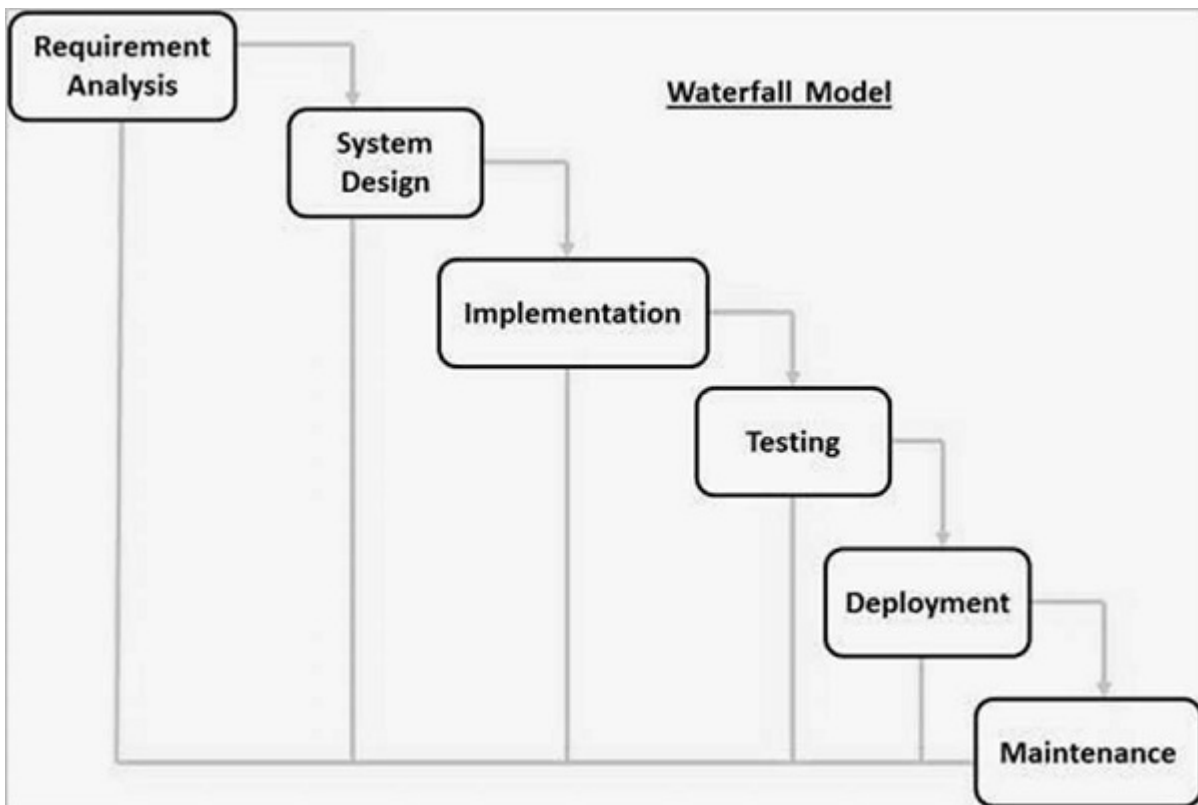 Requirement
Analysis
Waterfall Model
System
Design
Implementation
Testing
Deployment
Maintenance